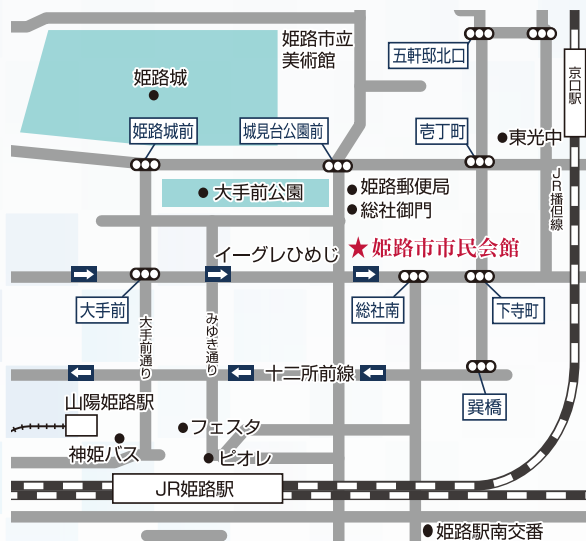 姫路市立
美術館
五軒邸北口
京口駅
姫路城
姫路城前
城見台公園前
壱丁町
東光中
JR播但線
大手前公園
姫路郵便局
総社御門
★姫路市市民会館
イーグレひめじ
大手前
総社南
下寺町
大手前通り
みゆき通り
十二所前線
巽橋
山陽姫路駅
フェスタ
神姫バス
ピオレ
JR姫路駅
姫路駅南交番